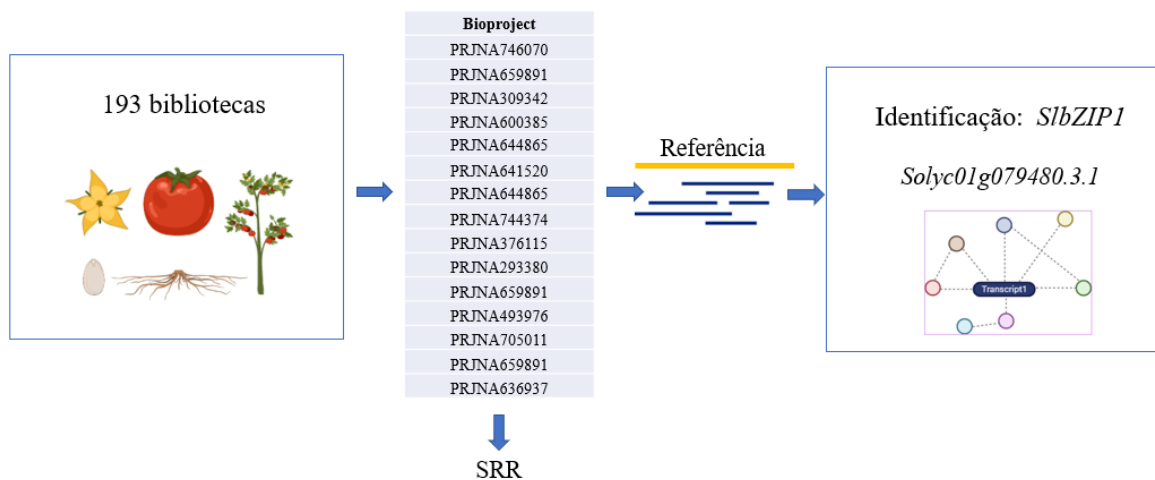 193 bibliotecas
Bioproject
PRJNA746070
PRJNA659891
PRJNA309342
PRJNA600385
PRJNA644865
PRJNA641520
PRJNA644865
PRJNA744374
PRJNA376115
PRJNA293380
PRJNA659891
PRJNA493976
PRJNA705011
PRJNA659891
PRJNA636937
SRR
Referência
Identificação: SlbZIP1
Solyc01g079480.3.1
Transcript1